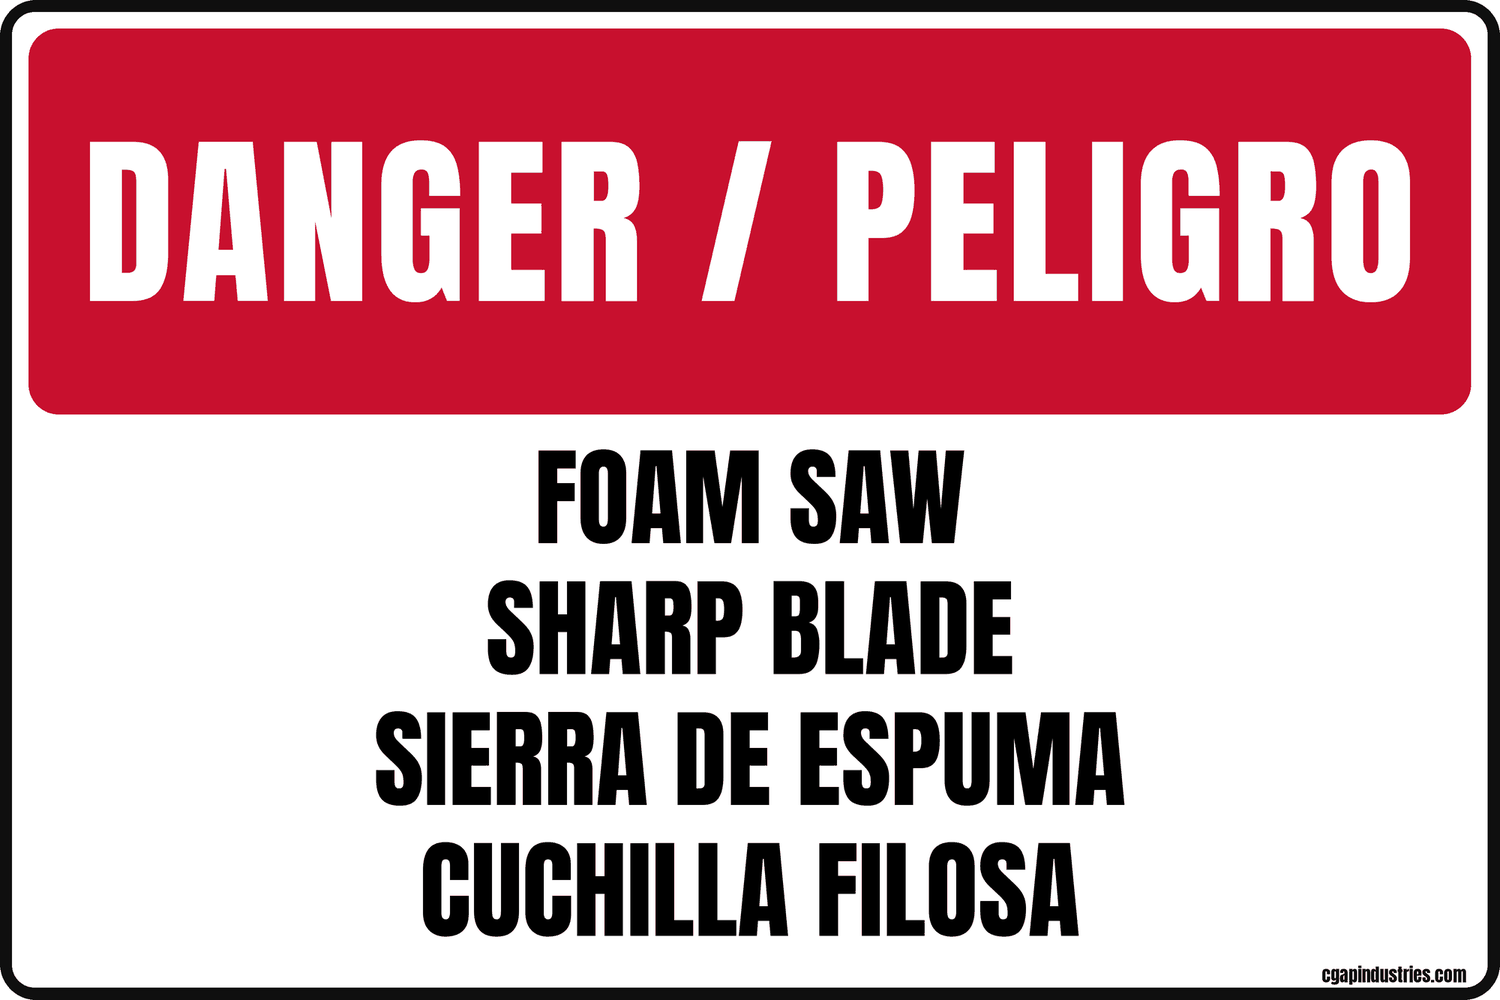 DANGER / PELIGRO
FOAM SAW
SHARP BLADE
SIERRA DE ESPUMA
CUCHILLA FILOSA
cgapindustries.com